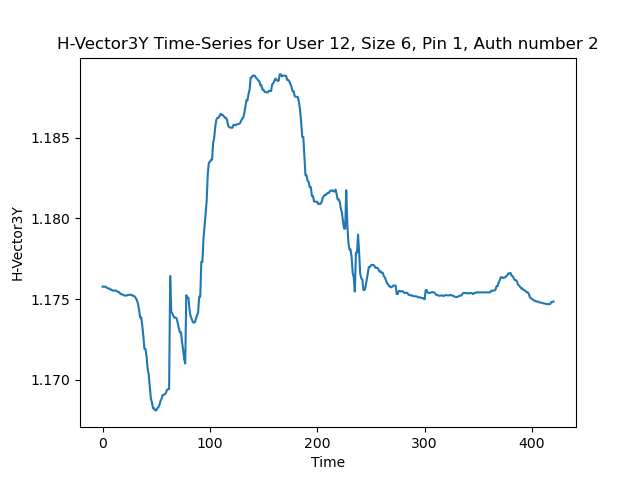 H-Vector3Y Time-Series for User 12, Size 6, Pin 1, Auth number 2
1.185
1.180
1.175
1.170
H-Vector3Y
0 100 200 300 400
Time